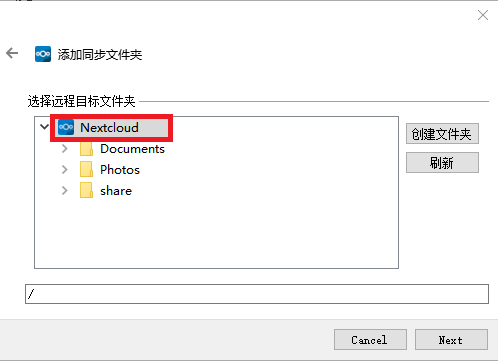 添加同步文件夹
选择远程目标文件夹
Nextcloud
Documents
Photos
share
创建文件夹
刷新
/
Cancel
Next